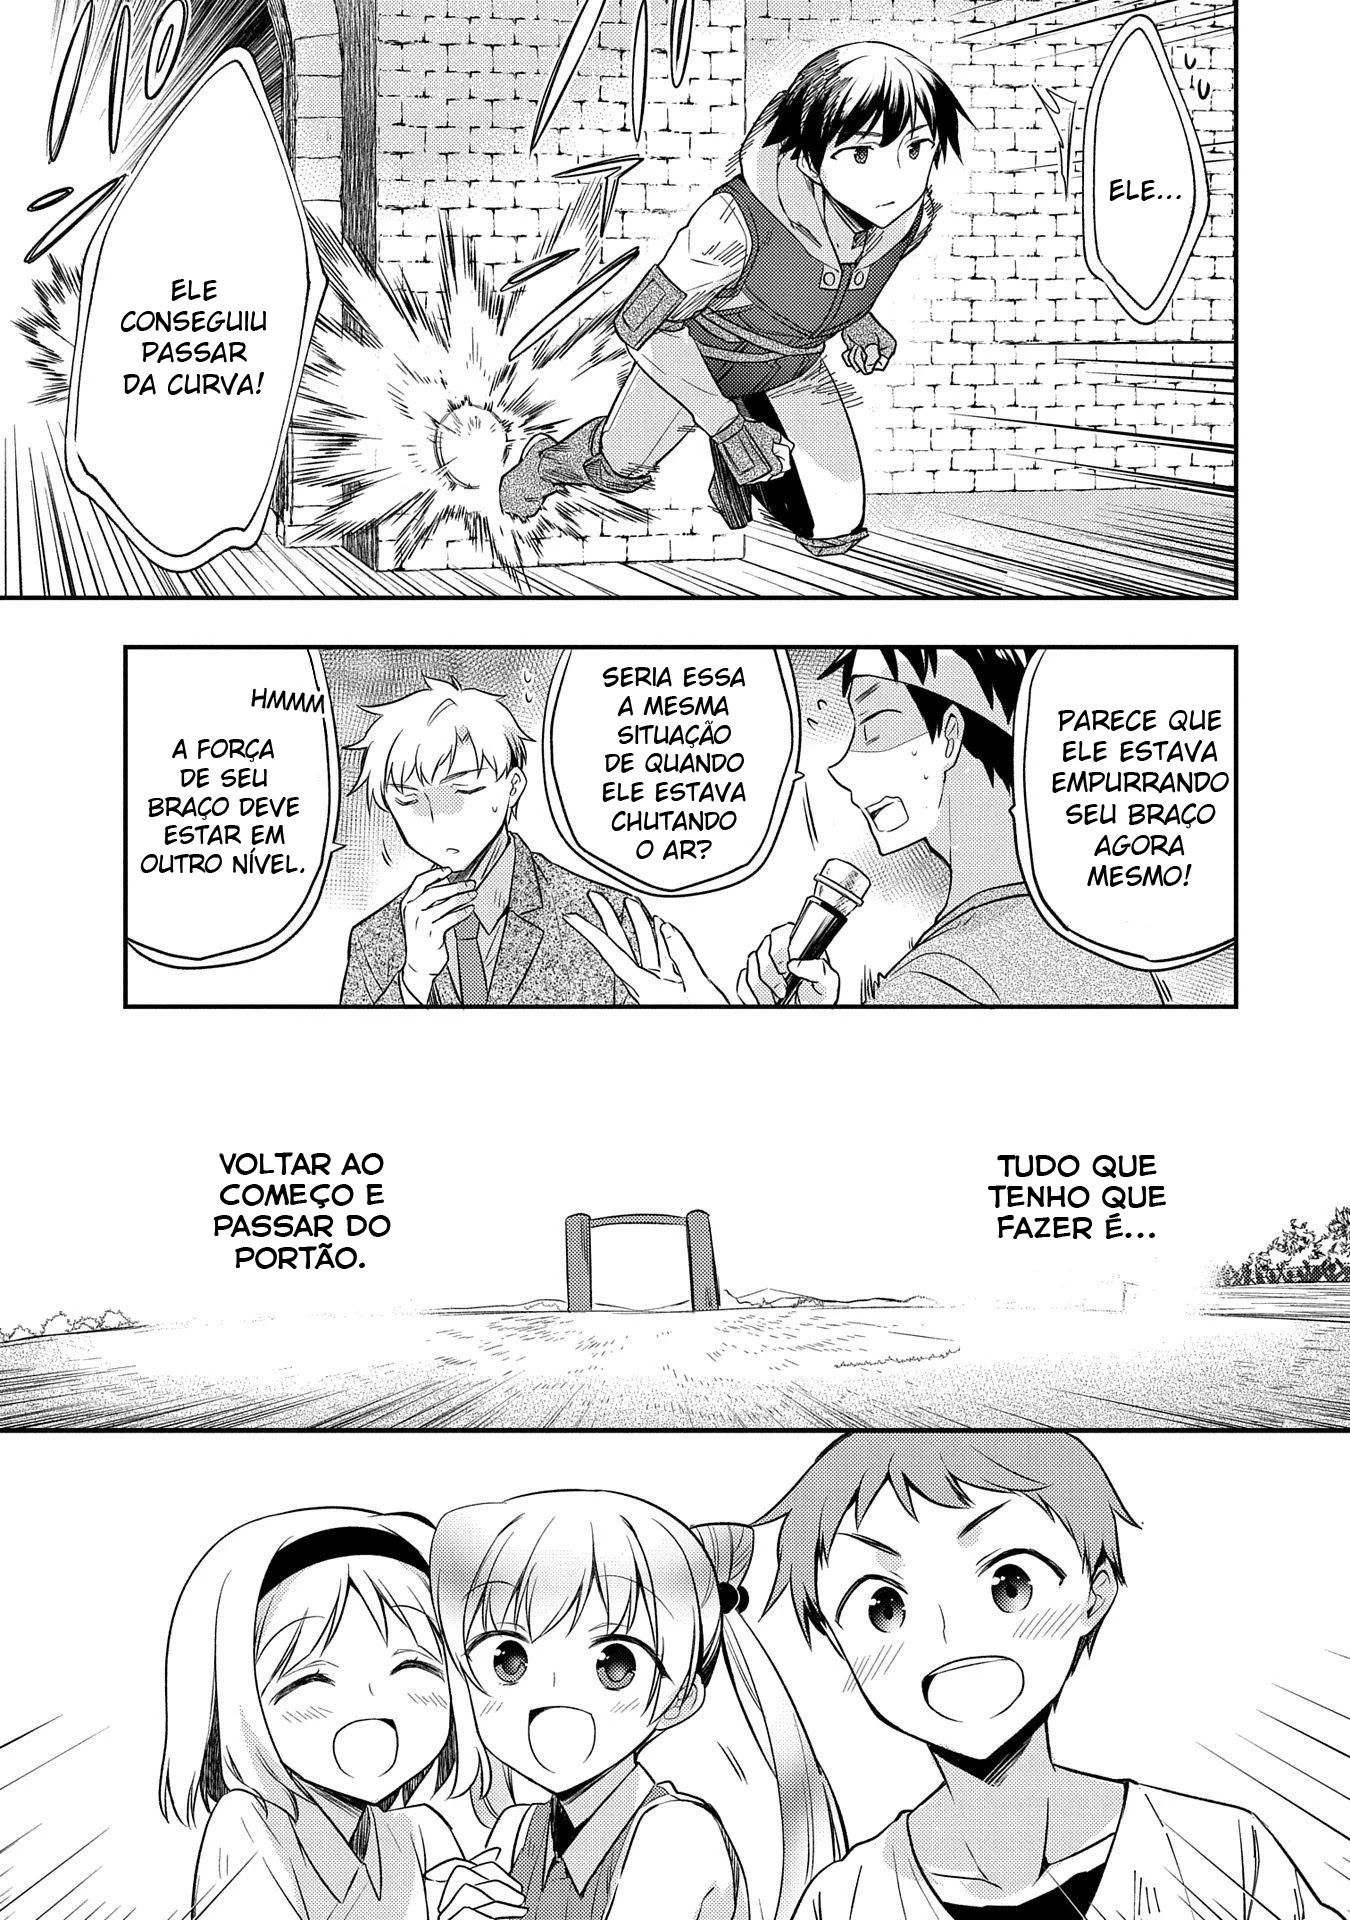 ELE...
ELE
CONSEGUIU
PASSAR
DA CURVA!
PARECE QUE
ELE ESTAVA
EMPURRANDO
SEU BRAÇO
AGORA
MESMO!
SERIA ESSA
A MESMA
SITUAÇÃO
DE QUANDO
ELE ESTAVA
CHUTANDO
O AR?
HMMM
A FORÇA
DE SEU
BRAÇO DEVE
ESTAR EM
OUTRO NÍVEL.
TUDO QUE
TENHO QUE
FAZER É...
VOLTAR AO
COMEÇO E
PASSAR DO
PORTÃO.